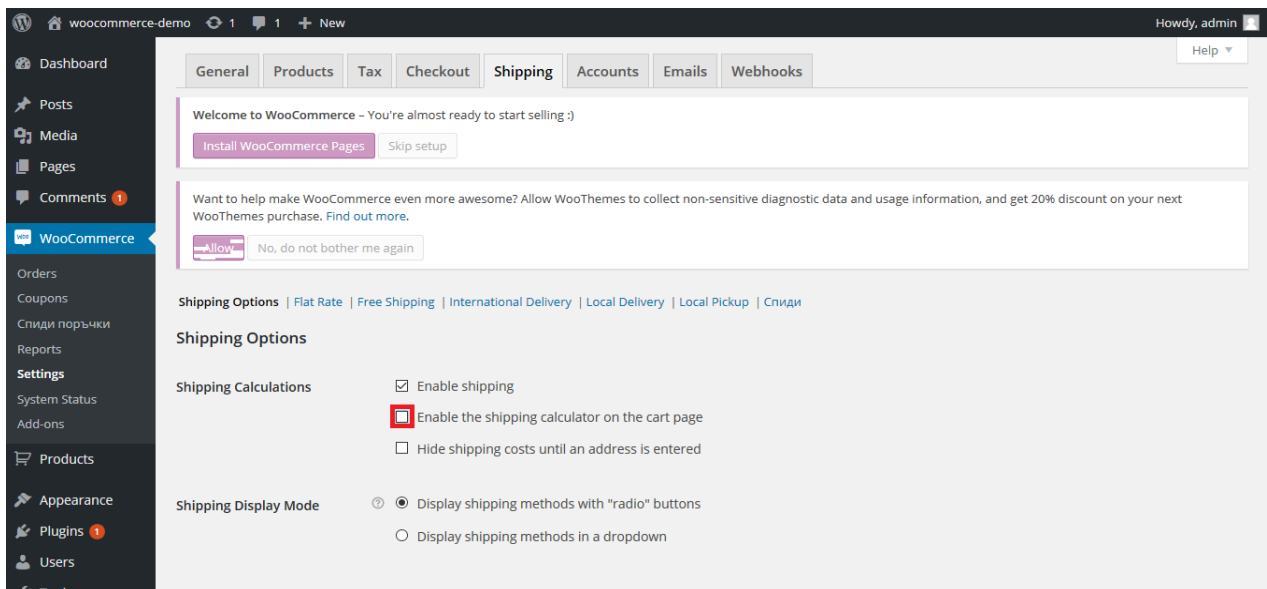 woocommerce-demo 1 1 + New Howdy, admin
Help
Dashboard
Posts
Media
Pages
Comments 1
WooCommerce
Orders
Coupons
Спиди поръчки
Reports
Settings
System Status
Add-ons
Products
Appearance
Plugins 1
Users
General Products Tax Checkout Shipping Accounts Emails Webhooks
Welcome to WooCommerce – You're almost ready to start selling :)
Install WooCommerce Pages Skip setup
Want to help make WooCommerce even more awesome? Allow WooThemes to collect non-sensitive diagnostic data and usage information, and get 20% discount on your next
WooThemes purchase. Find out more.
Allow No, do not bother me again
Shipping Options | Flat Rate | Free Shipping | International Delivery | Local Delivery | Local Pickup | Спиди
Shipping Options
Shipping Calculations Enable shipping
Enable the shipping calculator on the cart page
Hide shipping costs until an address is entered
Shipping Display Mode Display shipping methods with "radio" buttons
Display shipping methods in a dropdown